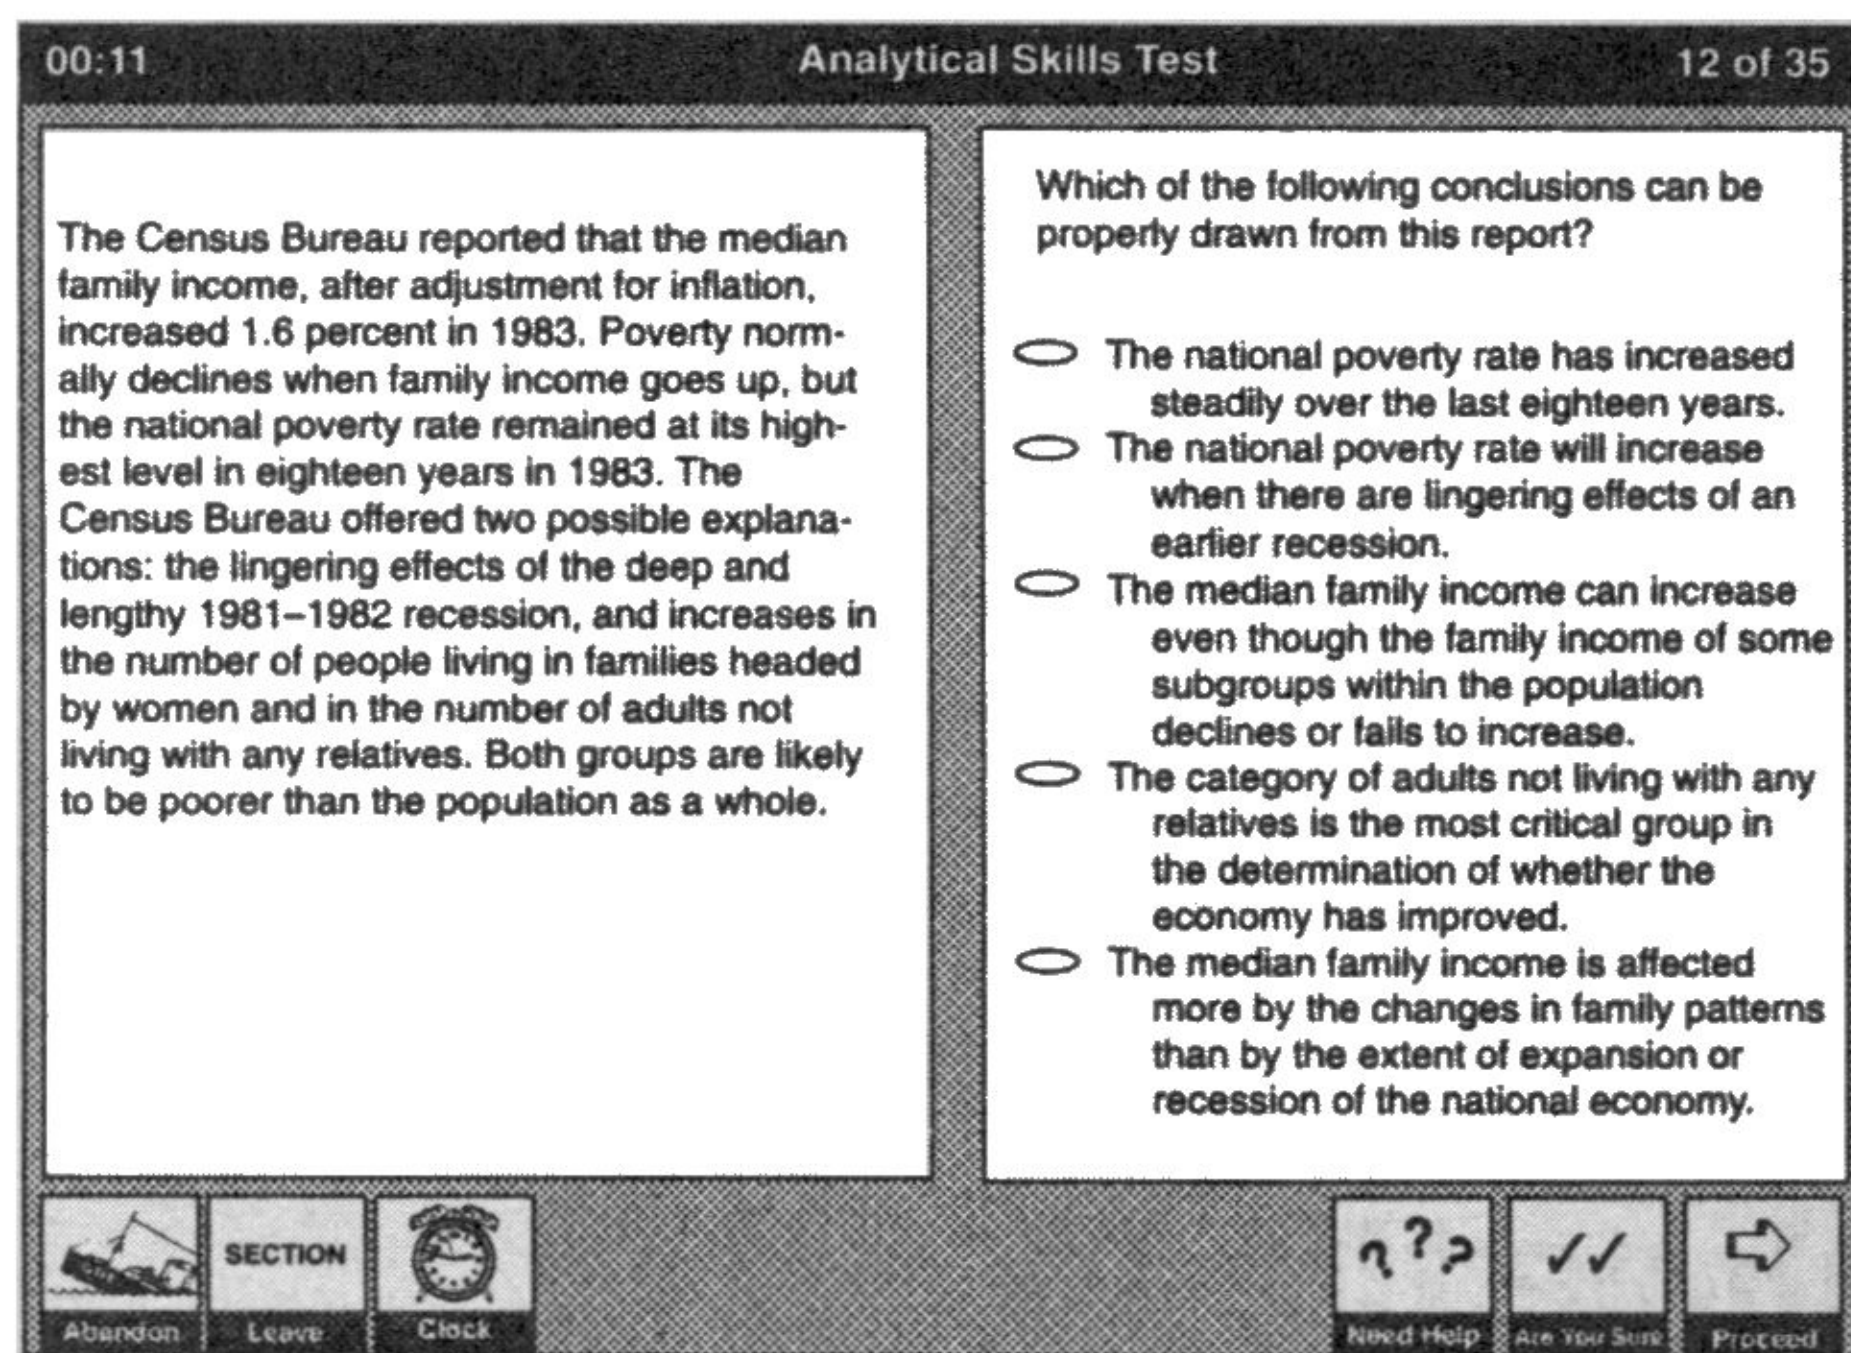 00:11
Analytical Skills Test
12 of 35
The Census Bureau reported that the median
family income, after adjustment for inflation,
increased 1.6 percent in 1983. Poverty norm-
ally declines when family income goes up, but
the national poverty rate remained at its high-
est level in eighteen years in 1983. The
Census Bureau offered two possible explana-
tions: the lingering effects of the deep and
lengthy 1981–1982 recession, and increases in
the number of people living in families headed
by women and in the number of adults not
living with any relatives. Both groups are likely
to be poorer than the population as a whole.
Which of the following conclusions can be
properly drawn from this report?
The national poverty rate has increased
steadily over the last eighteen years.
The national poverty rate will increase
when there are lingering effects of an
earlier recession.
The median family income can increase
even though the family income of some
subgroups within the population
declines or fails to increase.
The category of adults not living with any
relatives is the most critical group in
the determination of whether the
economy has improved.
The median family income is affected
more by the changes in family patterns
than by the extent of expansion or
recession of the national economy.
Abandon
SECTION
Leave
Clock
???
Need Help
Are You Sure
Proceed